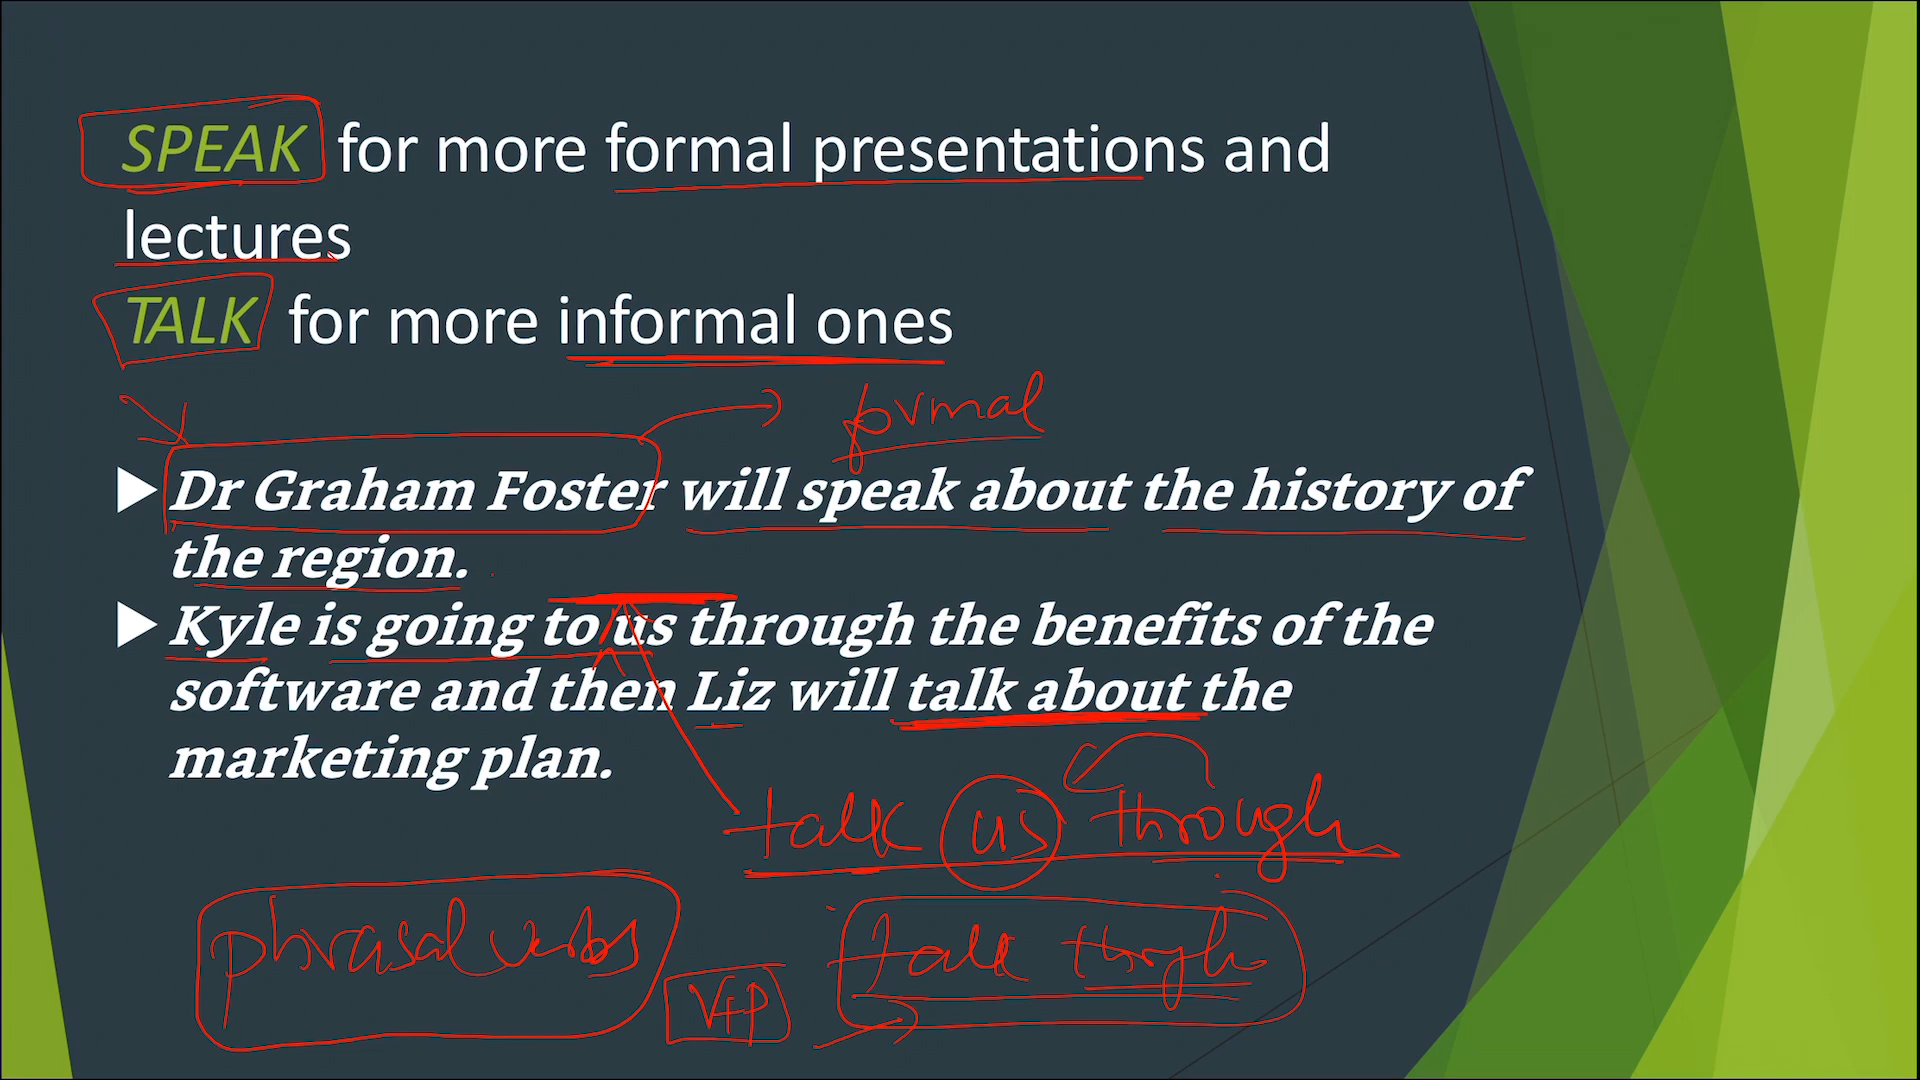 SPEAK for more formal presentations and
lectures
TALK for more informal ones
formal
Dr Graham Foster will speak about the history of
the region.
Kyle is going to us through the benefits of the
software and then Liz will talk about the
marketing plan.
talk us through
phrasal verbs
V+P
talk through